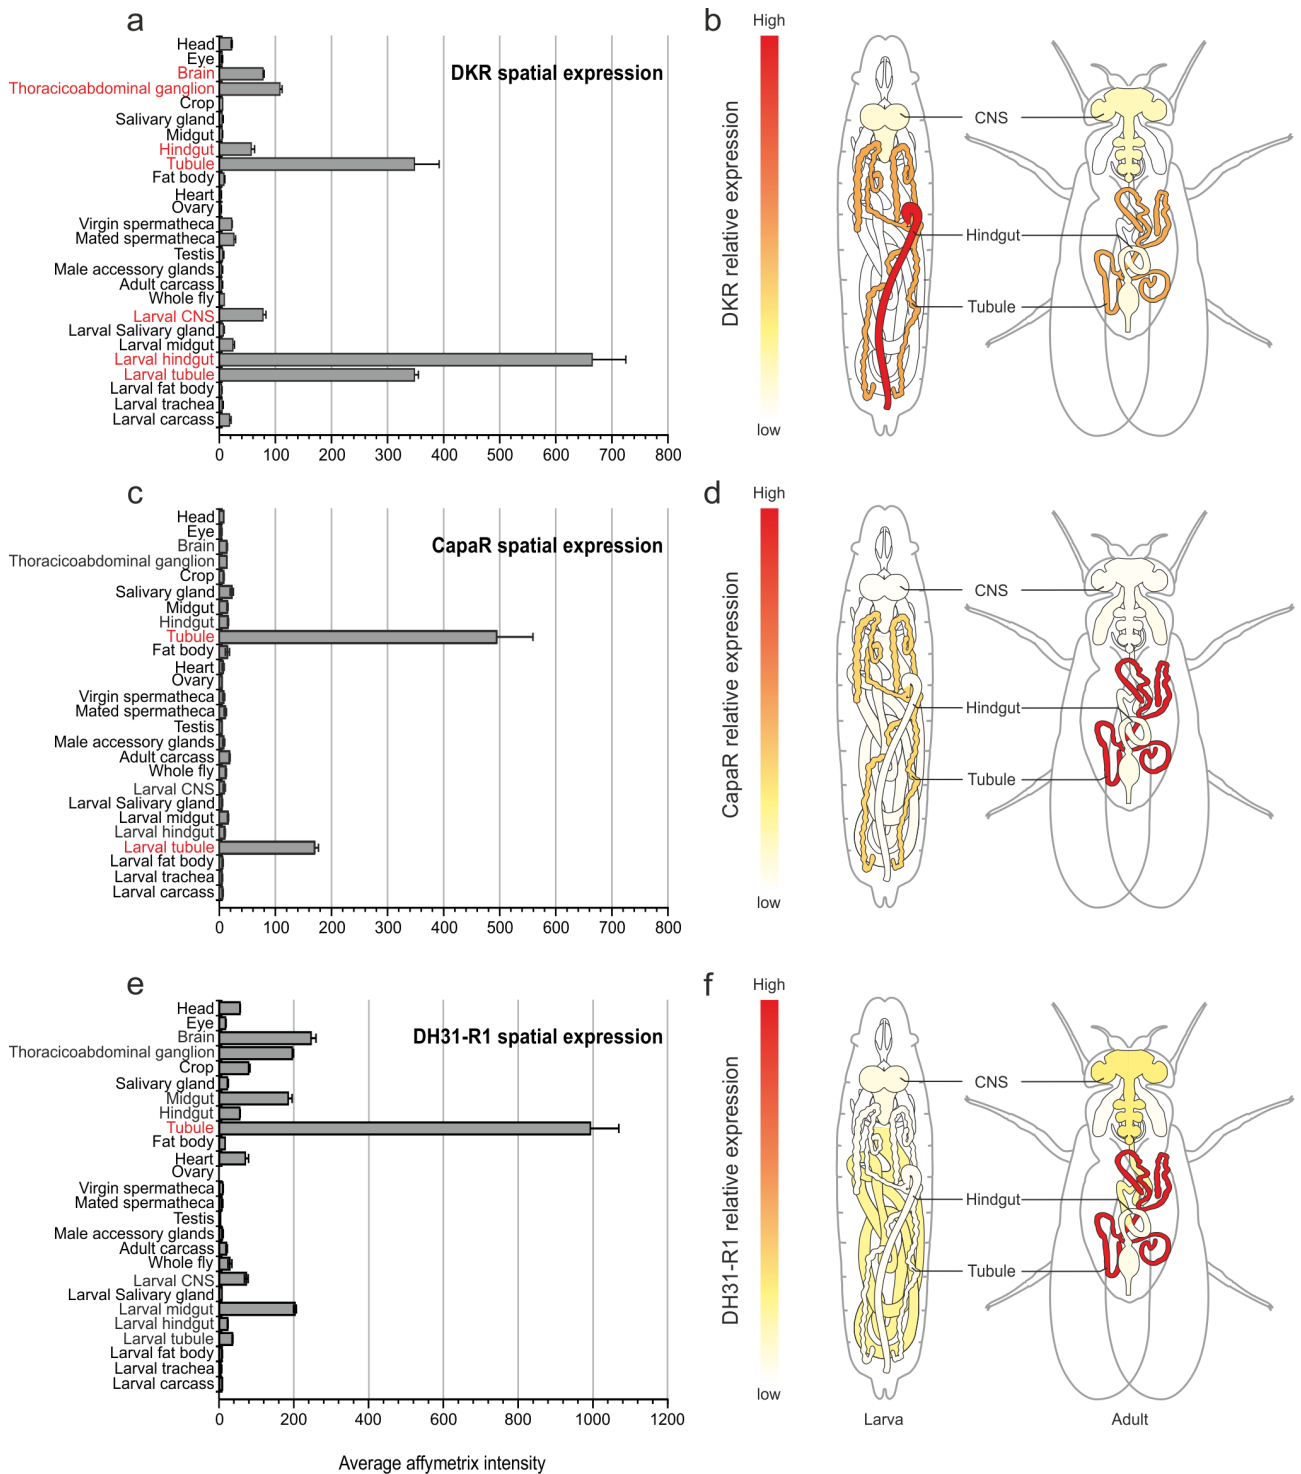 a
DKR spatial expression
Head
Eye
Brain
Thoracicoabdominal ganglion
Crop
Salivary gland
Midgut
Hindgut
Tubule
Fat body
Heart
Ovary
Virgin spermatheca
Mated spermatheca
Testis
Male accessory glands
Adult carcass
Whole fly
Larval CNS
Larval Salivary gland
Larval midgut
Larval hindgut
Larval tubule
Larval fat body
Larval trachea
Larval carcass
0 100 200 300 400 500 600 700 800
b
High
DKR relative expression
low
CNS
Hindgut
Tubule
c
CapaR spatial expression
Head
Eye
Brain
Thoracicoabdominal ganglion
Crop
Salivary gland
Midgut
Hindgut
Tubule
Fat body
Heart
Ovary
Virgin spermatheca
Mated spermatheca
Testis
Male accessory glands
Adult carcass
Whole fly
Larval CNS
Larval Salivary gland
Larval midgut
Larval hindgut
Larval tubule
Larval fat body
Larval trachea
Larval carcass
0 100 200 300 400 500 600 700 800
d
High
CapaR relative expression
low
CNS
Hindgut
Tubule
e
DH31-R1 spatial expression
Head
Eye
Brain
Thoracicoabdominal ganglion
Crop
Salivary gland
Midgut
Hindgut
Tubule
Fat body
Heart
Ovary
Virgin spermatheca
Mated spermatheca
Testis
Male accessory glands
Adult carcass
Whole fly
Larval CNS
Larval Salivary gland
Larval midgut
Larval hindgut
Larval tubule
Larval fat body
Larval trachea
Larval carcass
0 200 400 600 800 1000 1200
Average affymetrix intensity
f
High
DH31-R1 relative expression
low
CNS
Hindgut
Tubule
Larva
Adult